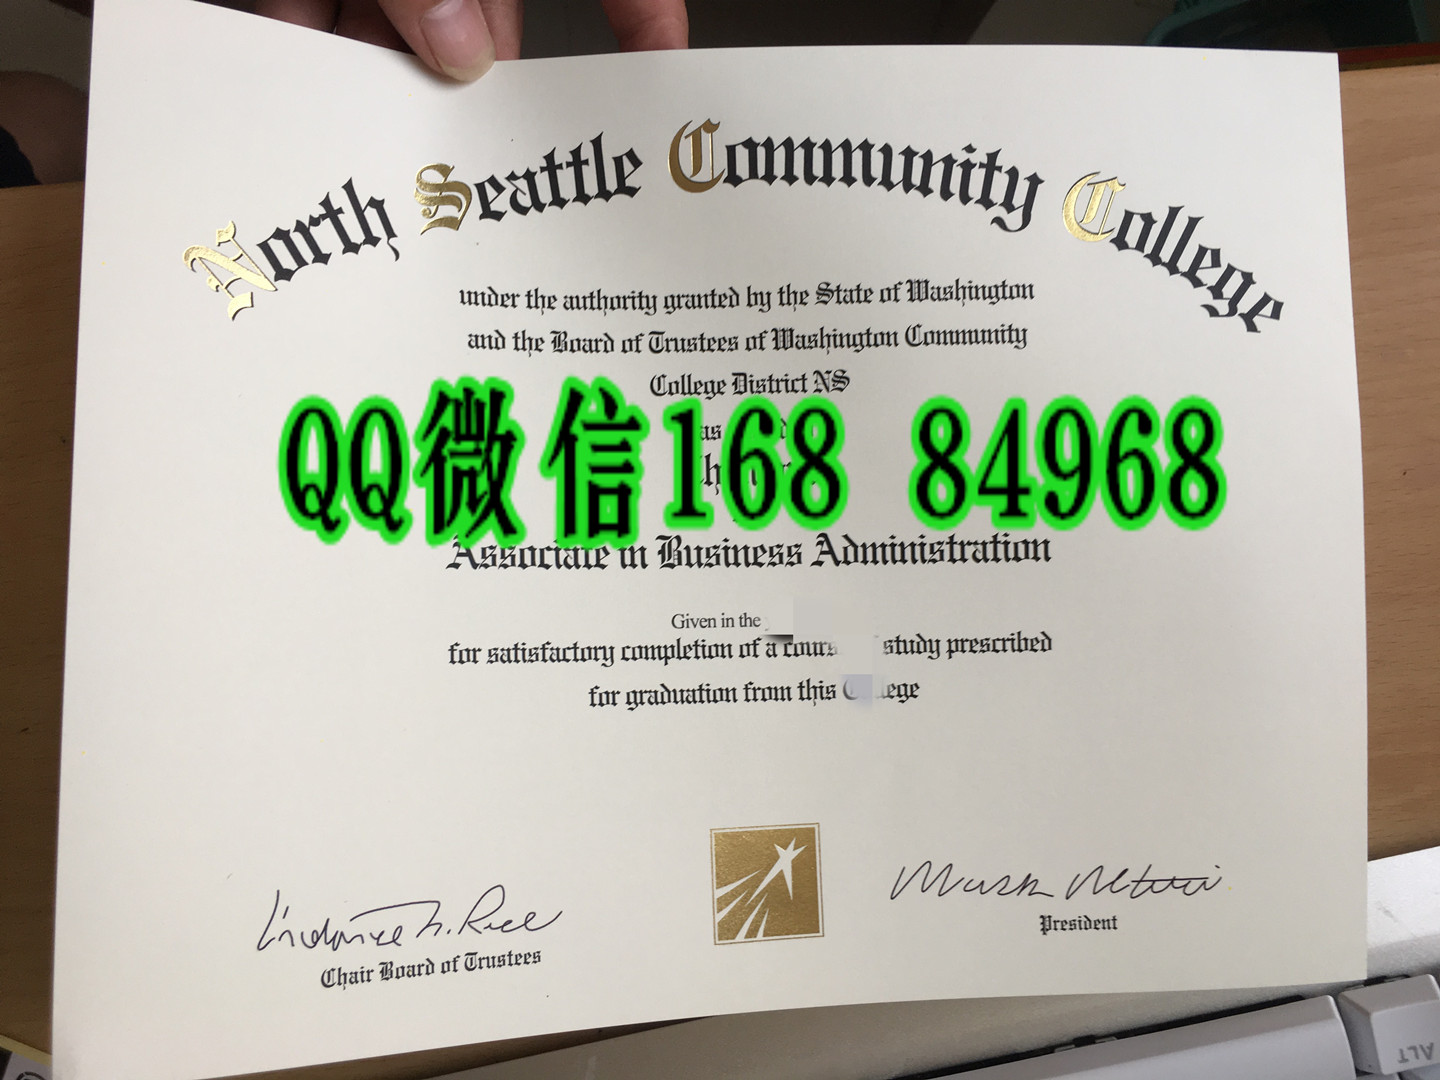 North Seattle Community College
under the authority granted by the State of Washington
and the Board of Trustees of Washington Community
College District NS
QQ微信168 84968
Associate in Business Administration
Given in the
for satisfactory completion of a study prescribed
for graduation from this
President
Chair Board of Trustees
ALT